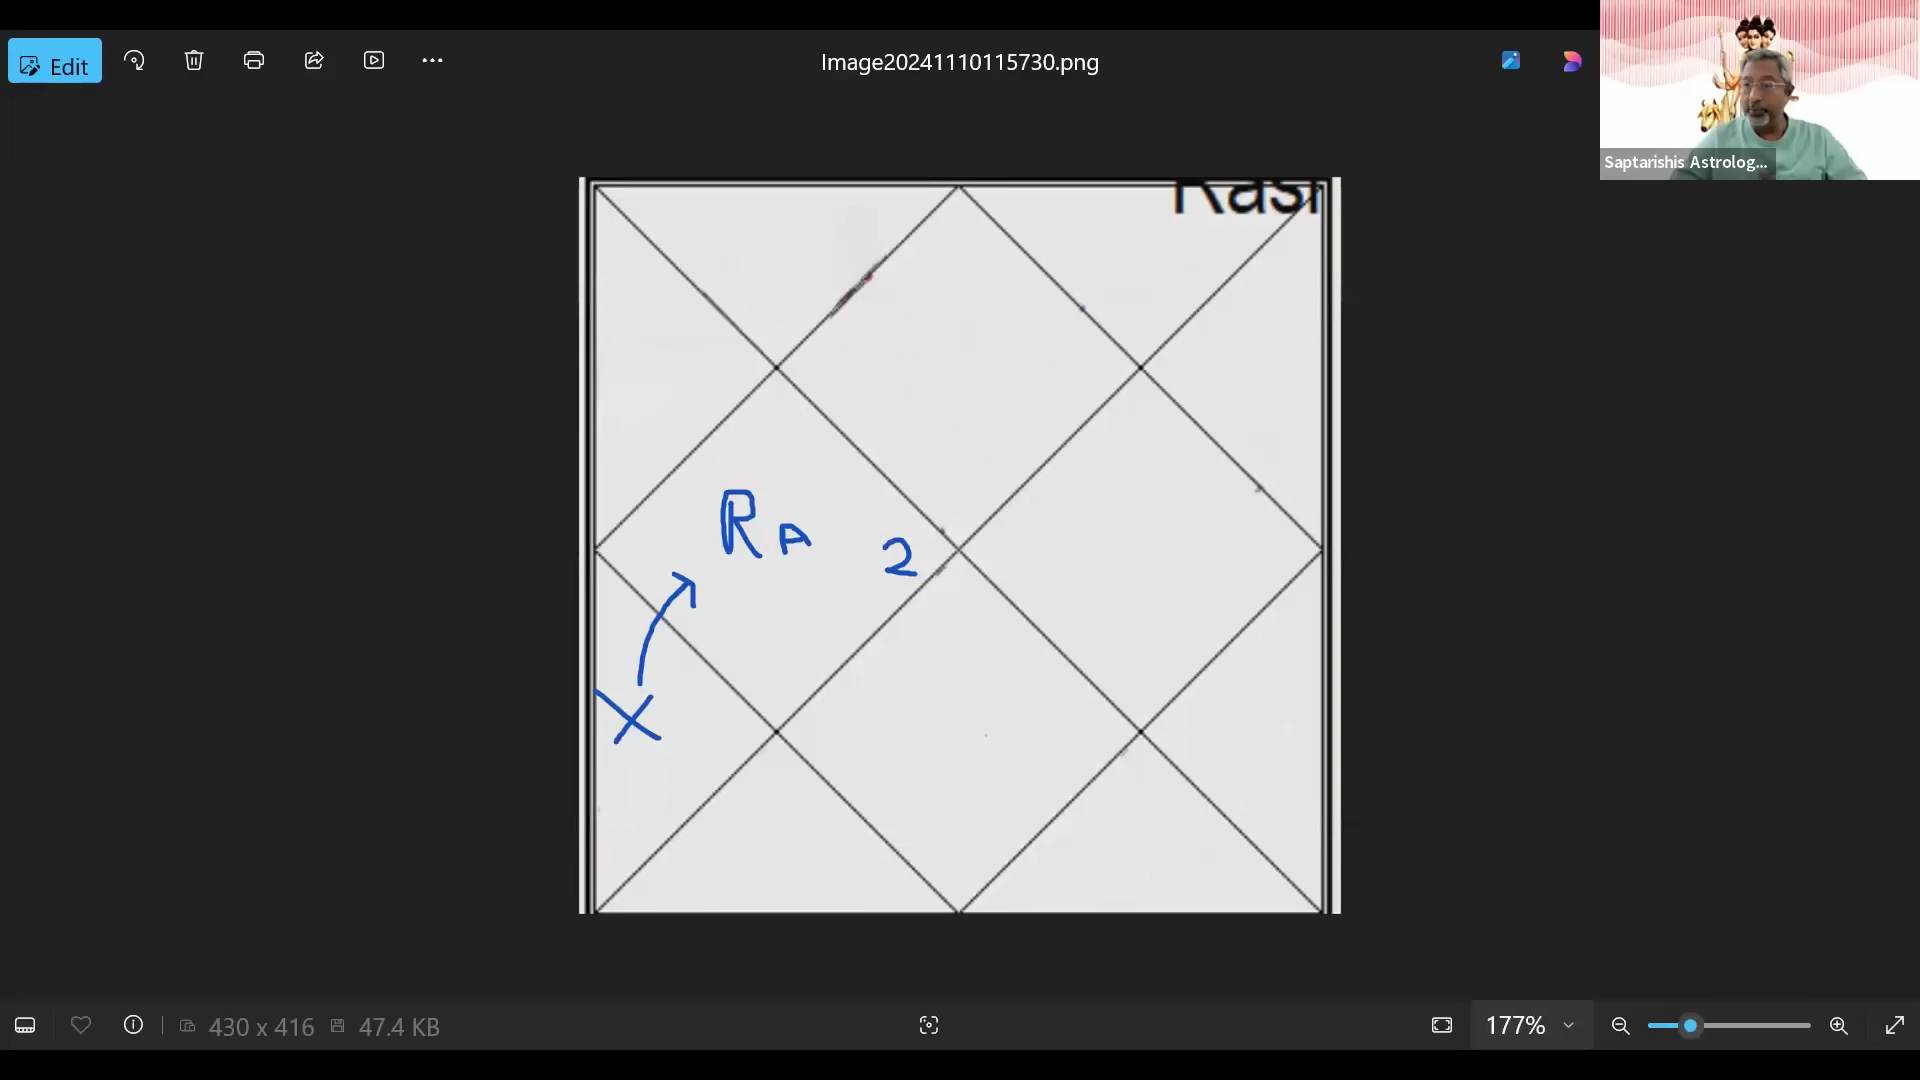 Edit
Image20241110115730.png
Saptarishis Astrolog...
Rasi
RA 2
X
430 x 416 47.4 KB
177%